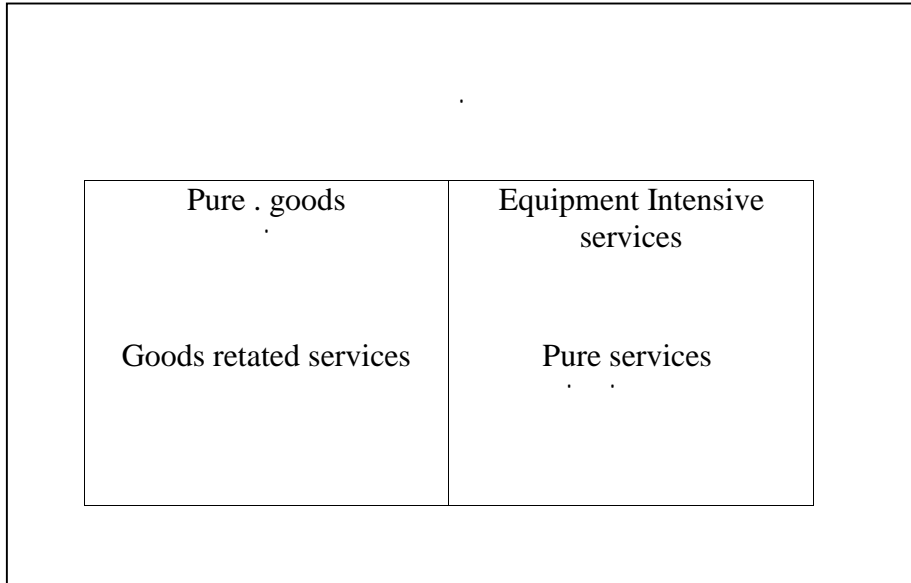 Pure . goods
Equipment Intensive
services
Goods retated services
Pure services